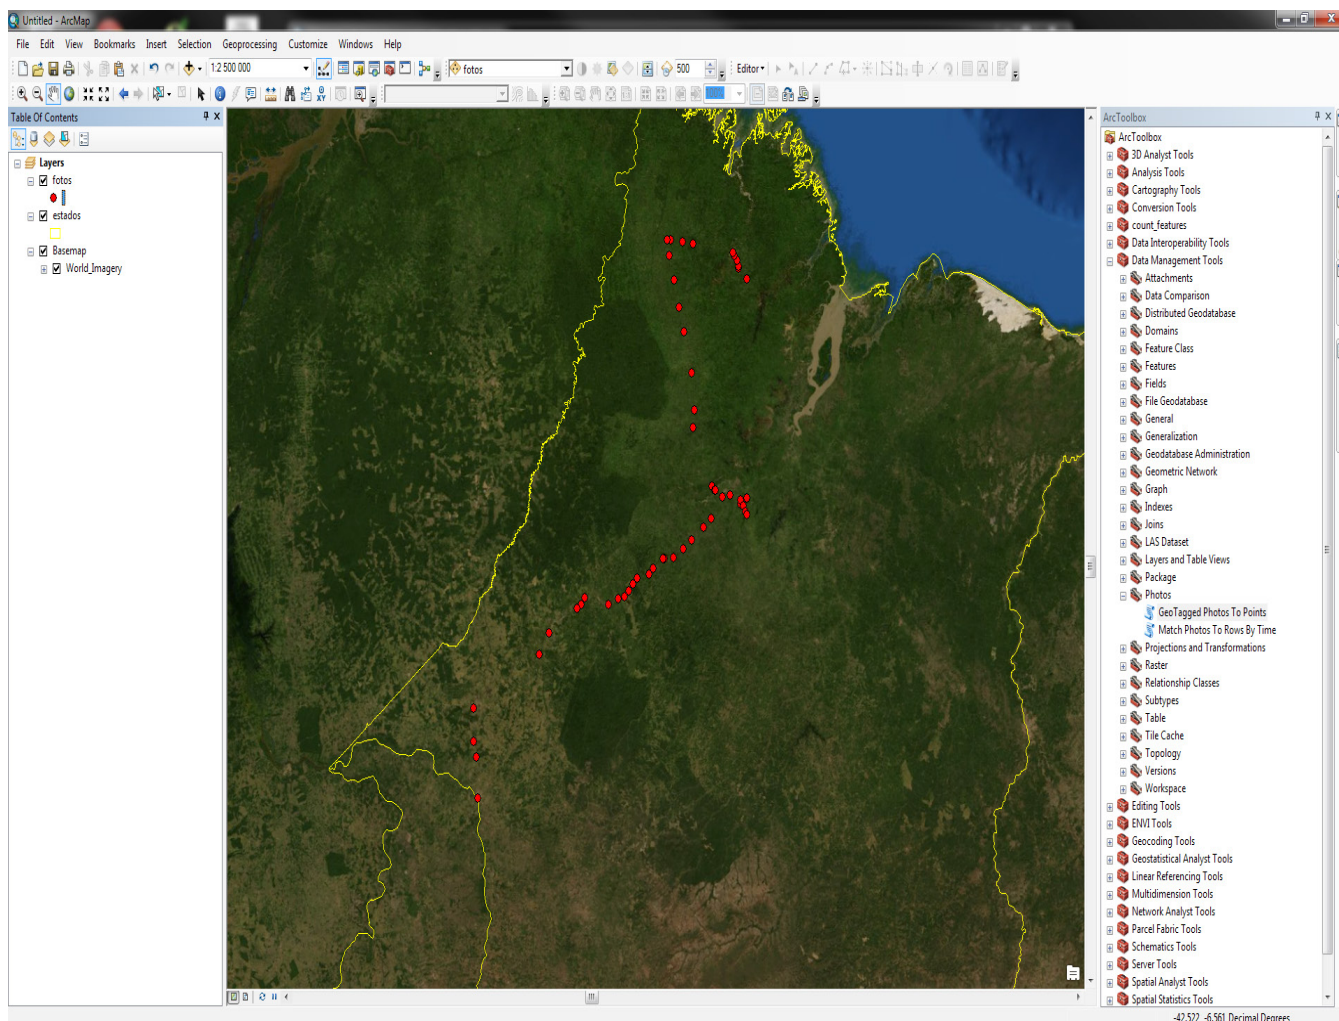 Untitled - ArcMap
File Edit View Bookmarks Insert Selection Geoprocessing Customize Windows Help
1:2 500 000
fotos
500
Editor
Table Of Contents
Layers
fotos
estados
Basemap
World_Imagery
ArcToolbox
ArcToolbox
3D Analyst Tools
Analysis Tools
Cartography Tools
Conversion Tools
count_features
Data Interoperability Tools
Data Management Tools
Attachments
Data Comparison
Distributed Geodatabase
Domains
Feature Class
Features
Fields
File Geodatabase
General
Generalization
Geodatabase Administration
Geometric Network
Graph
Indexes
Joins
LAS Dataset
Layers and Table Views
Package
Photos
GeoTagged Photos To Points
Match Photos To Rows By Time
Projections and Transformations
Raster
Relationship Classes
Subtypes
Table
Tile Cache
Topology
Versions
Workspace
Editing Tools
ENVI Tools
Geocoding Tools
Geostatistical Analyst Tools
Linear Referencing Tools
Multidimension Tools
Network Analyst Tools
Parcel Fabric Tools
Schematics Tools
Server Tools
Spatial Analyst Tools
Spatial Statistics Tools
-42,522 -6,561 Decimal Degrees